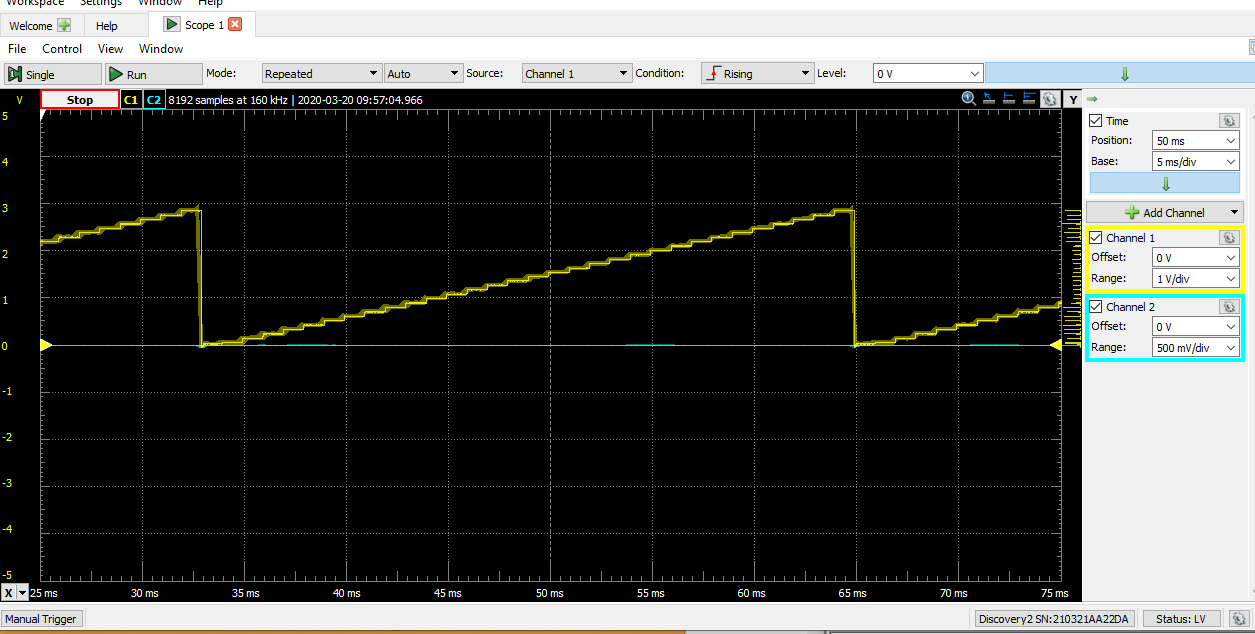 Workspace Settings Window Help
Welcome Help Scope 1
File Control View Window
Single Run Mode: Repeated Auto Source: Channel 1 Condition: Rising Level: 0 V
V Stop C1 C2 8192 samples at 160 kHz | 2020-03-20 09:57:04.966 Y
5
4
3
2
1
0
-1
-2
-3
-4
-5
X 25 ms 30 ms 35 ms 40 ms 45 ms 50 ms 55 ms 60 ms 65 ms 70 ms 75 ms
Time
Position: 50 ms
Base: 5 ms/div
Add Channel
Channel 1
Offset: 0 V
Range: 1 V/div
Channel 2
Offset: 0 V
Range: 500 mV/div
Manual Trigger Discovery2 SN:210321AA22DA Status: LV